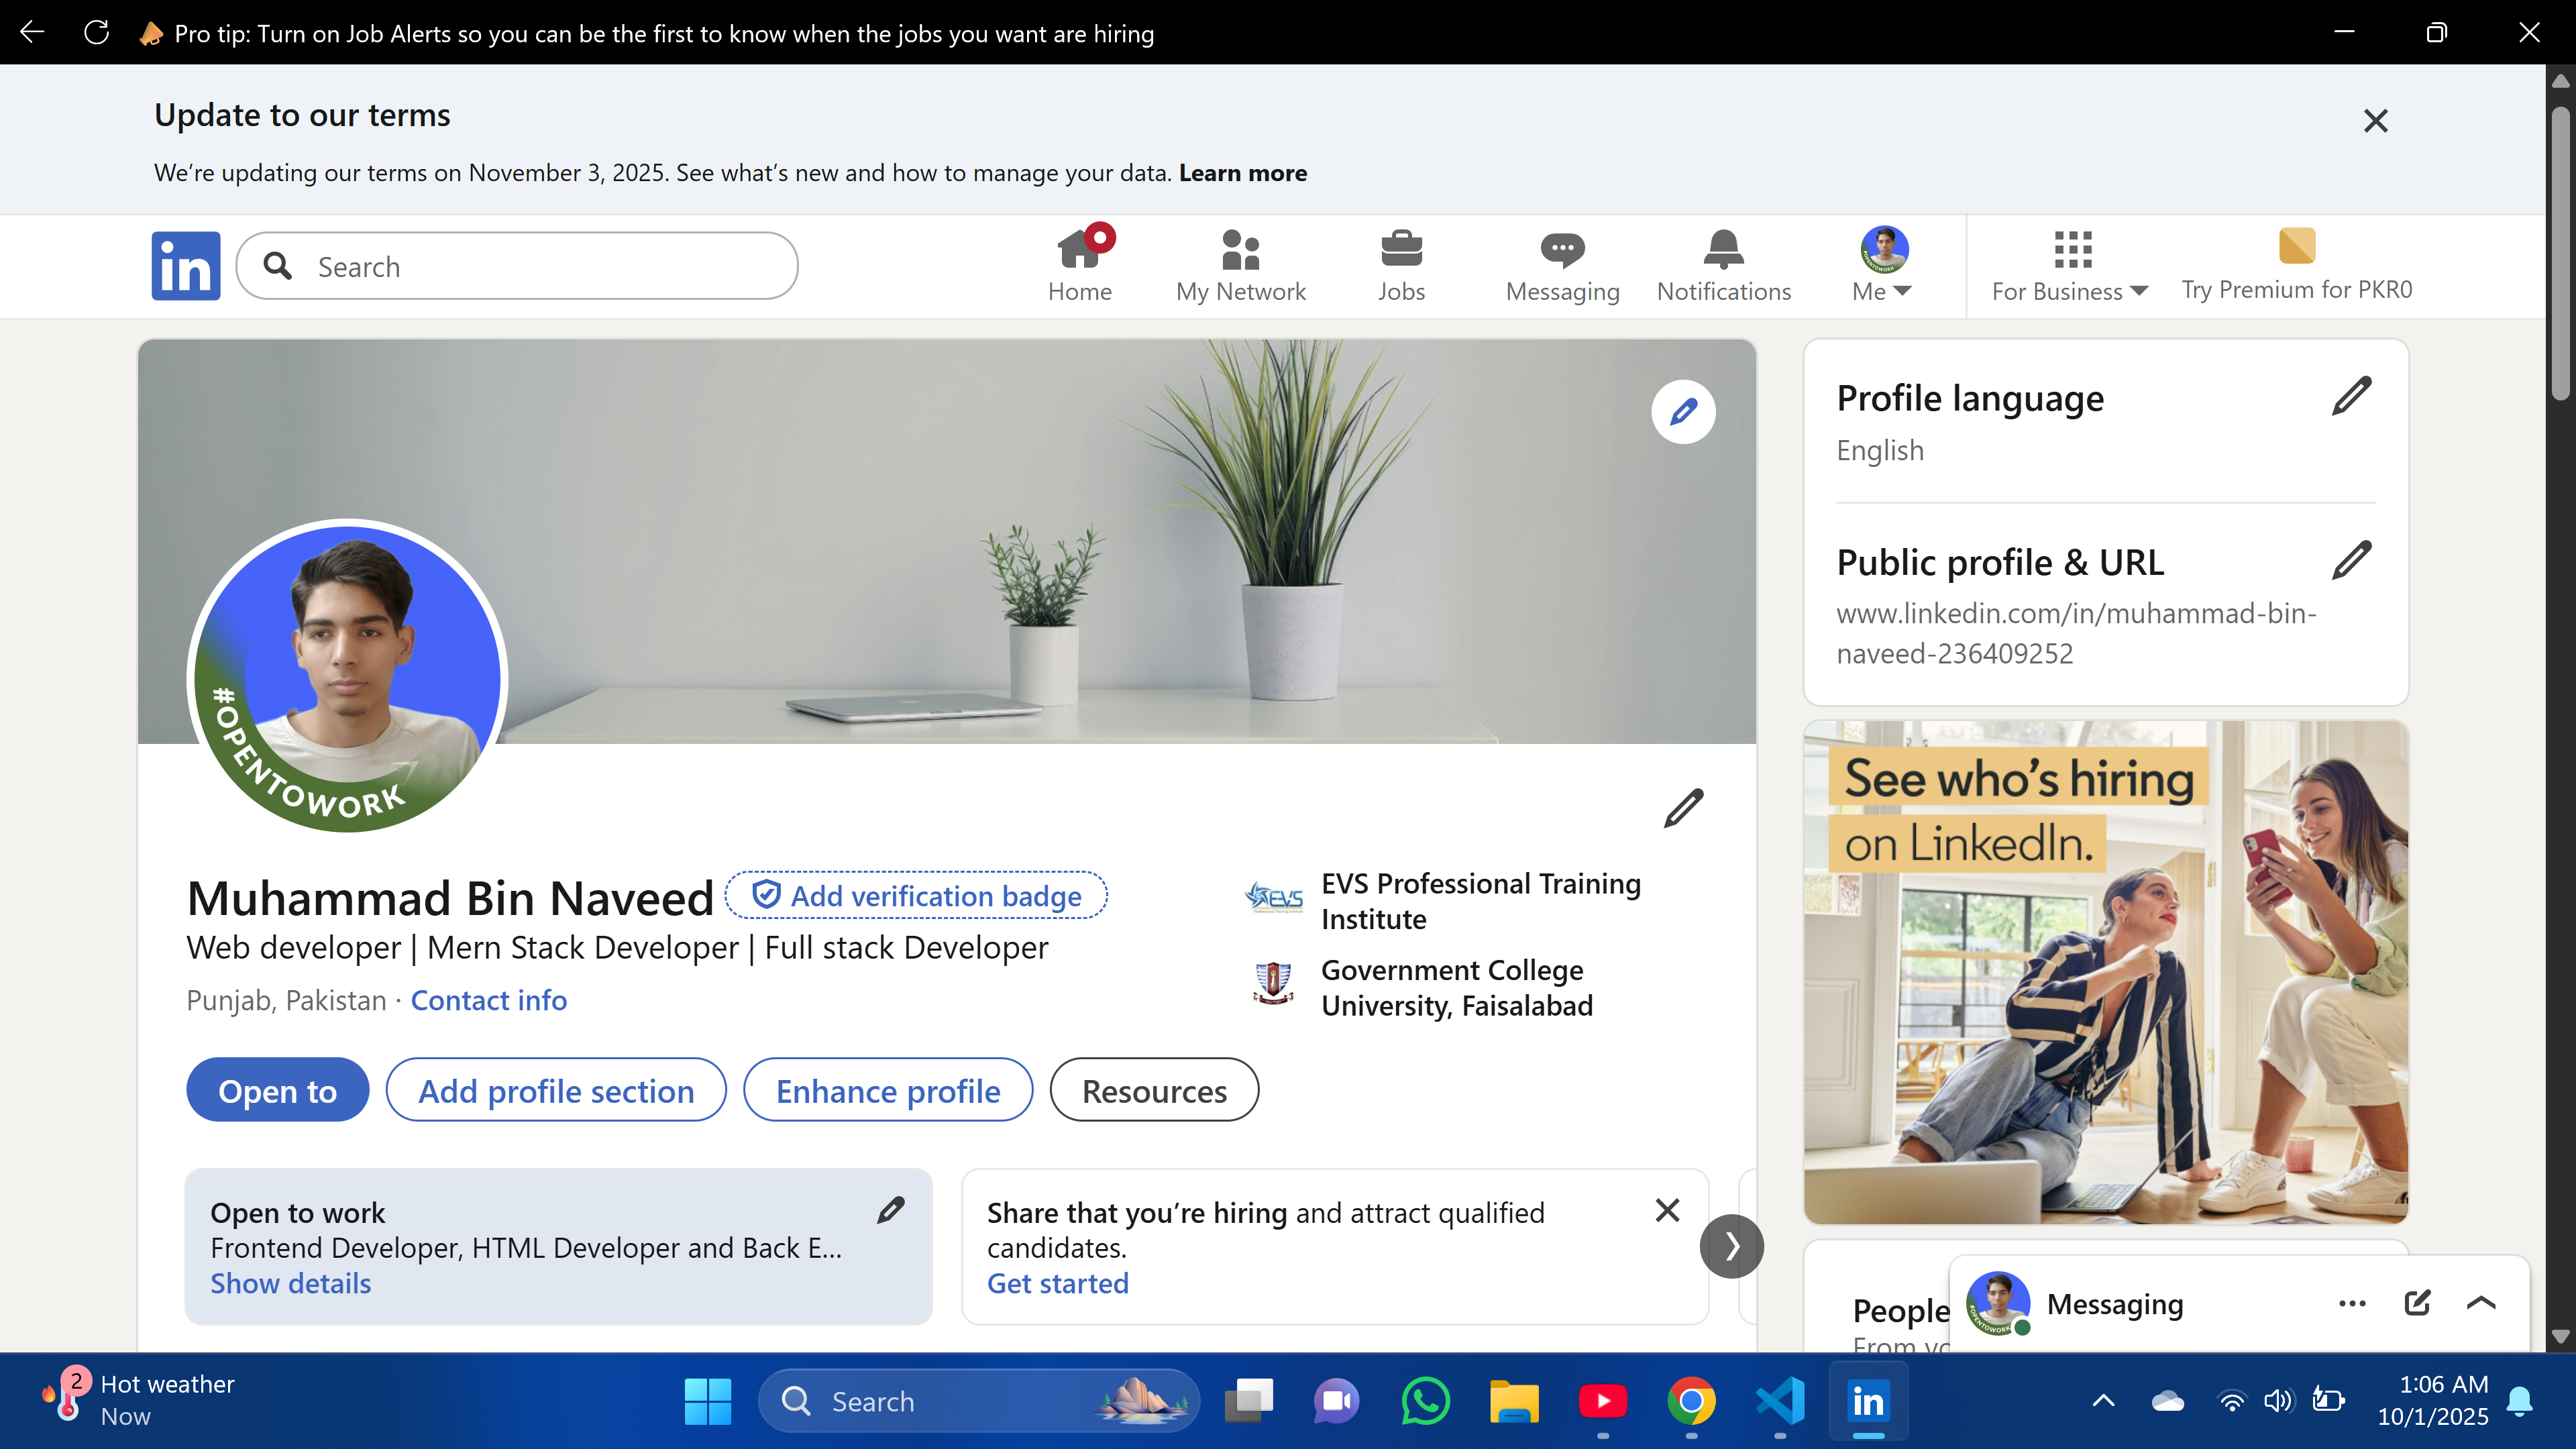 Pro tip: Turn on Job Alerts so you can be the first to know when the jobs you want are hiring
Update to our terms
We're updating our terms on November 3, 2025. See what's new and how to manage your data. Learn more
in
Search
Home
My Network
Jobs
Messaging
Notifications
Me
For Business
Try Premium for PKR0
#OPENTOWORK
Muhammad Bin Naveed
Add verification badge
Web developer | Mern Stack Developer | Full stack Developer
Punjab, Pakistan · Contact info
EVS
EVS Professional Training
Institute
Government College
University, Faisalabad
Open to
Add profile section
Enhance profile
Resources
Open to work
Frontend Developer, HTML Developer and Back E...
Show details
Share that you're hiring and attract qualified
candidates.
Get started
Profile language
English
Public profile & URL
www.linkedin.com/in/muhammad-bin-
naveed-236409252
See who's hiring
on LinkedIn.
People
From yo
Messaging
2
Hot weather
Now
Search
in
1:06 AM
10/1/2025